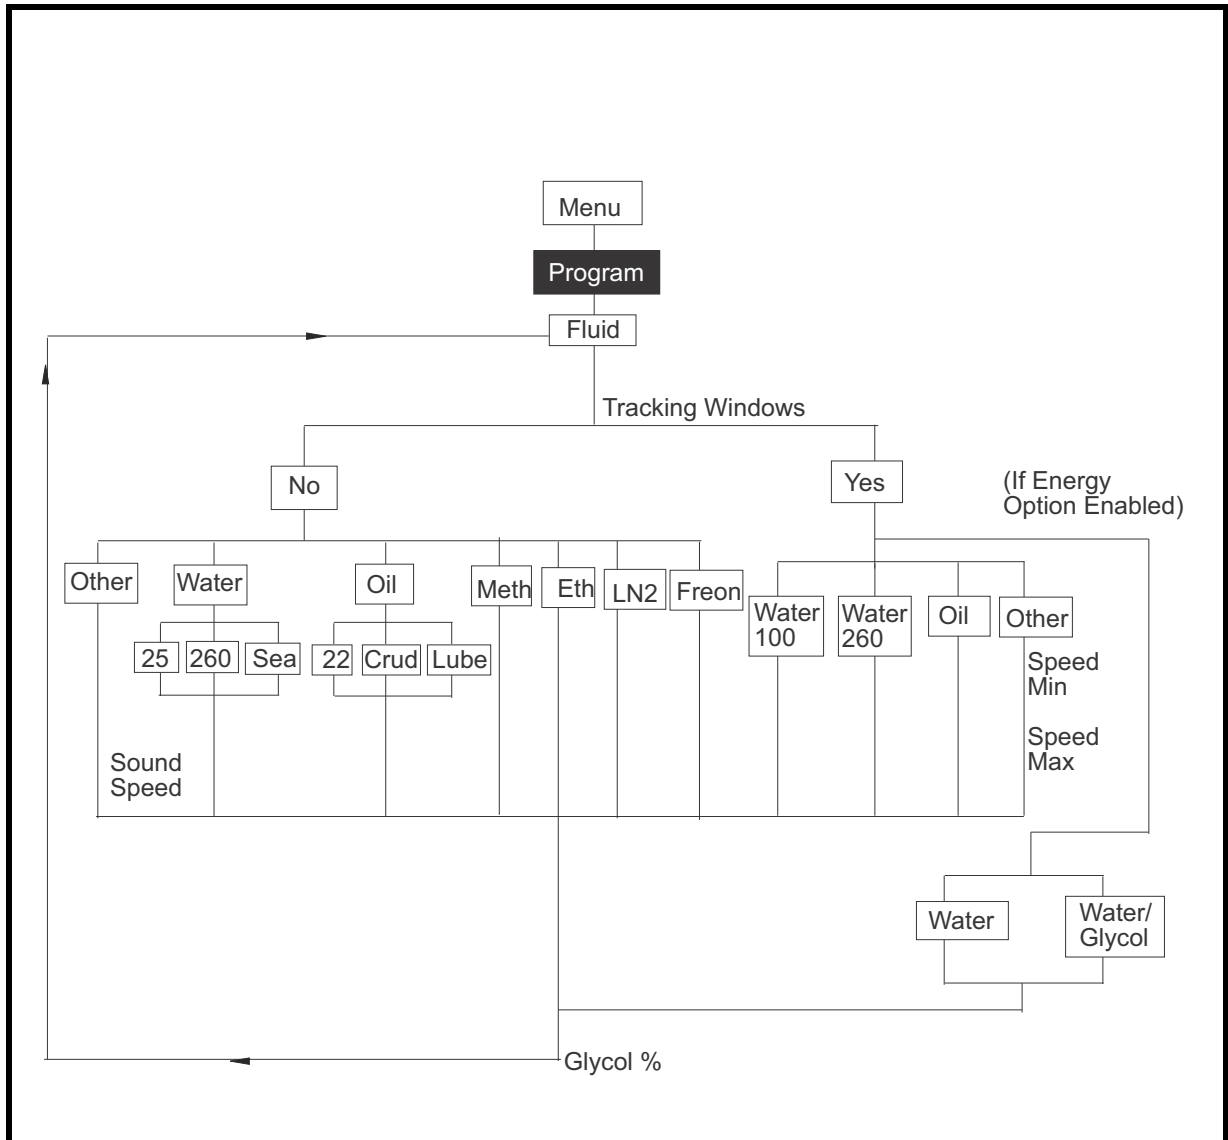 Menu
Program
Fluid
Tracking Windows
No
Yes
(If Energy
Option Enabled)
Other
Water
Oil
Meth
Eth
LN2
Freon
Water
100
Water
260
Oil
Other
25
260
Sea
22
Crud
Lube
Speed
Min
Speed
Max
Sound
Speed
Water
Water/
Glycol
Glycol %